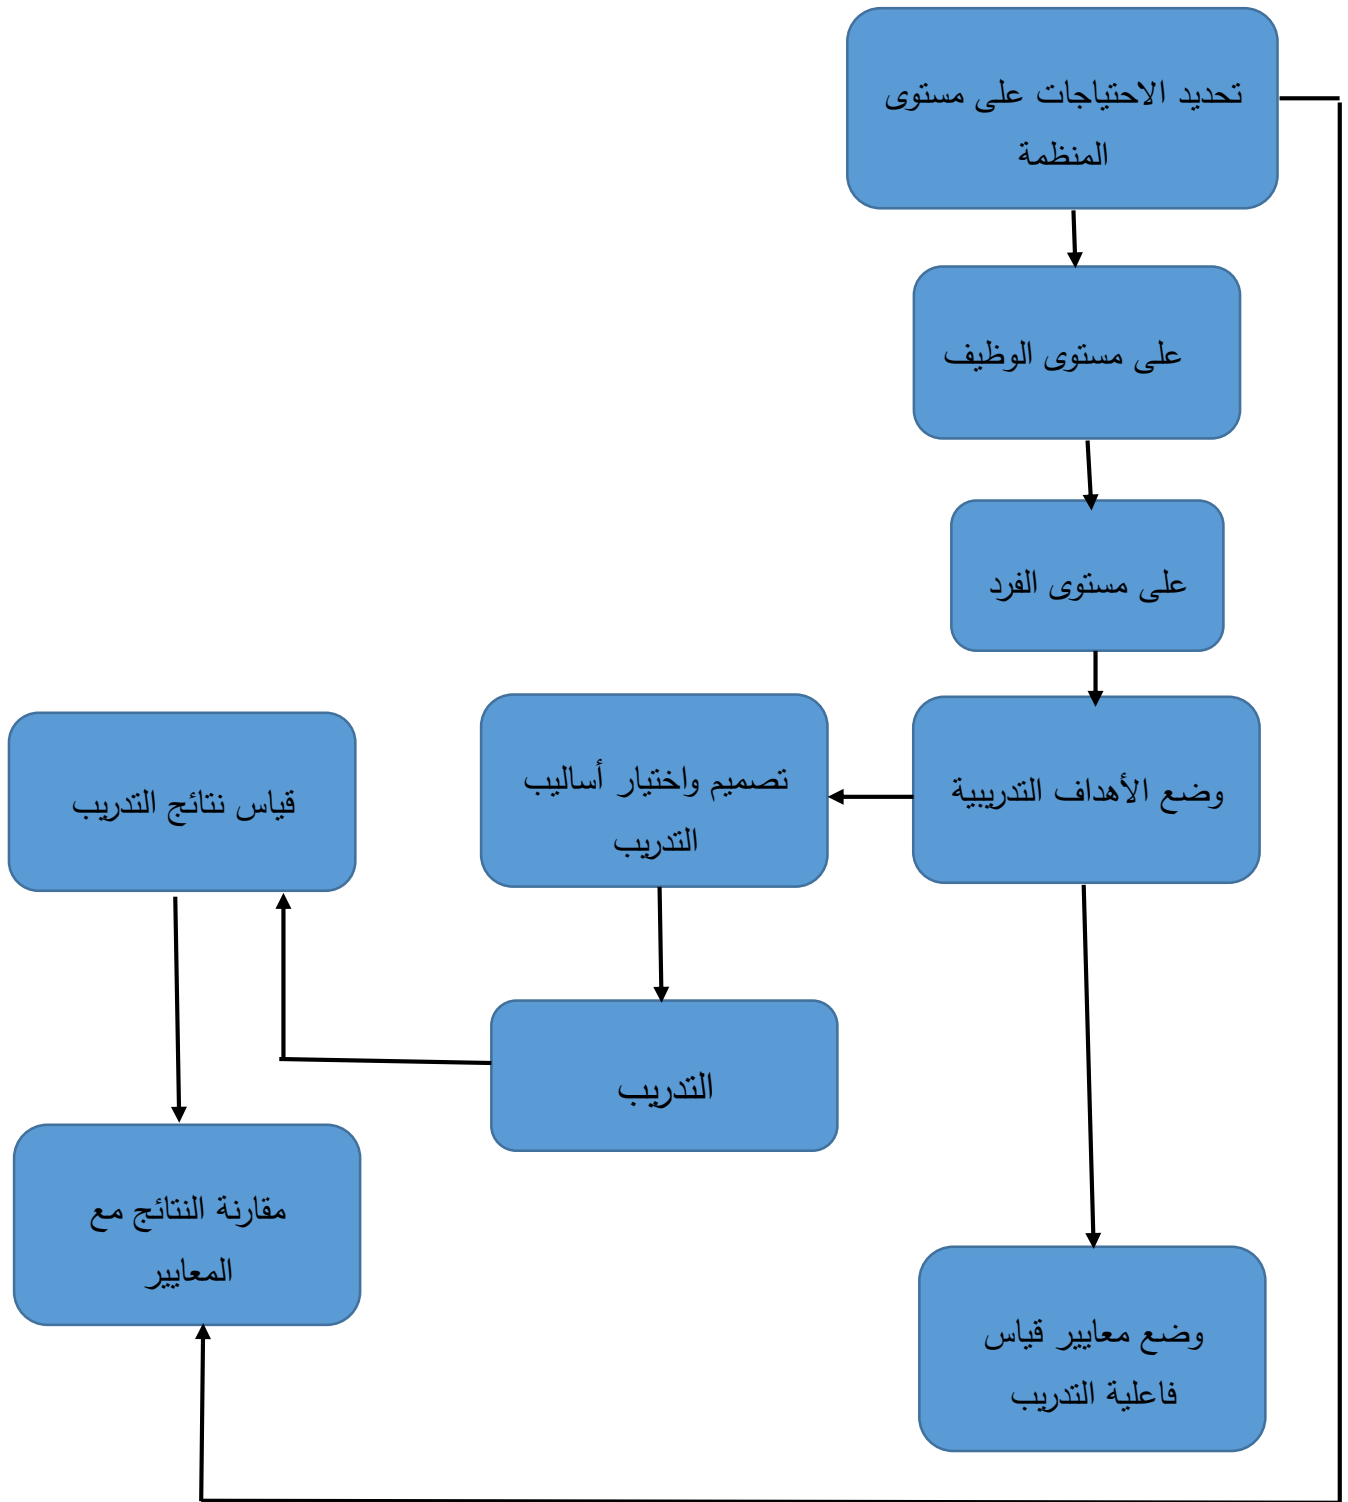 تحديد الاحتياجات على مستوى
المنظمة
على مستوى الوظيف
على مستوى الفرد
وضع الأهداف التدريبية
تصميم واختيار أساليب
التدريب
قياس نتائج التدريب
التدريب
مقارنة النتائج مع
المعايير
وضع معايير قياس
فاعلية التدريب